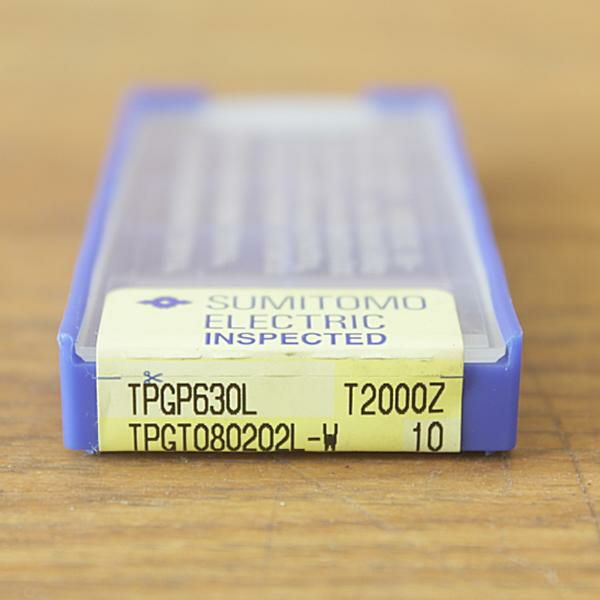 SUMITOMO
ELECTRIC
INSPECTED
TPGP630L T2000Z
TPGT080202L-W 10